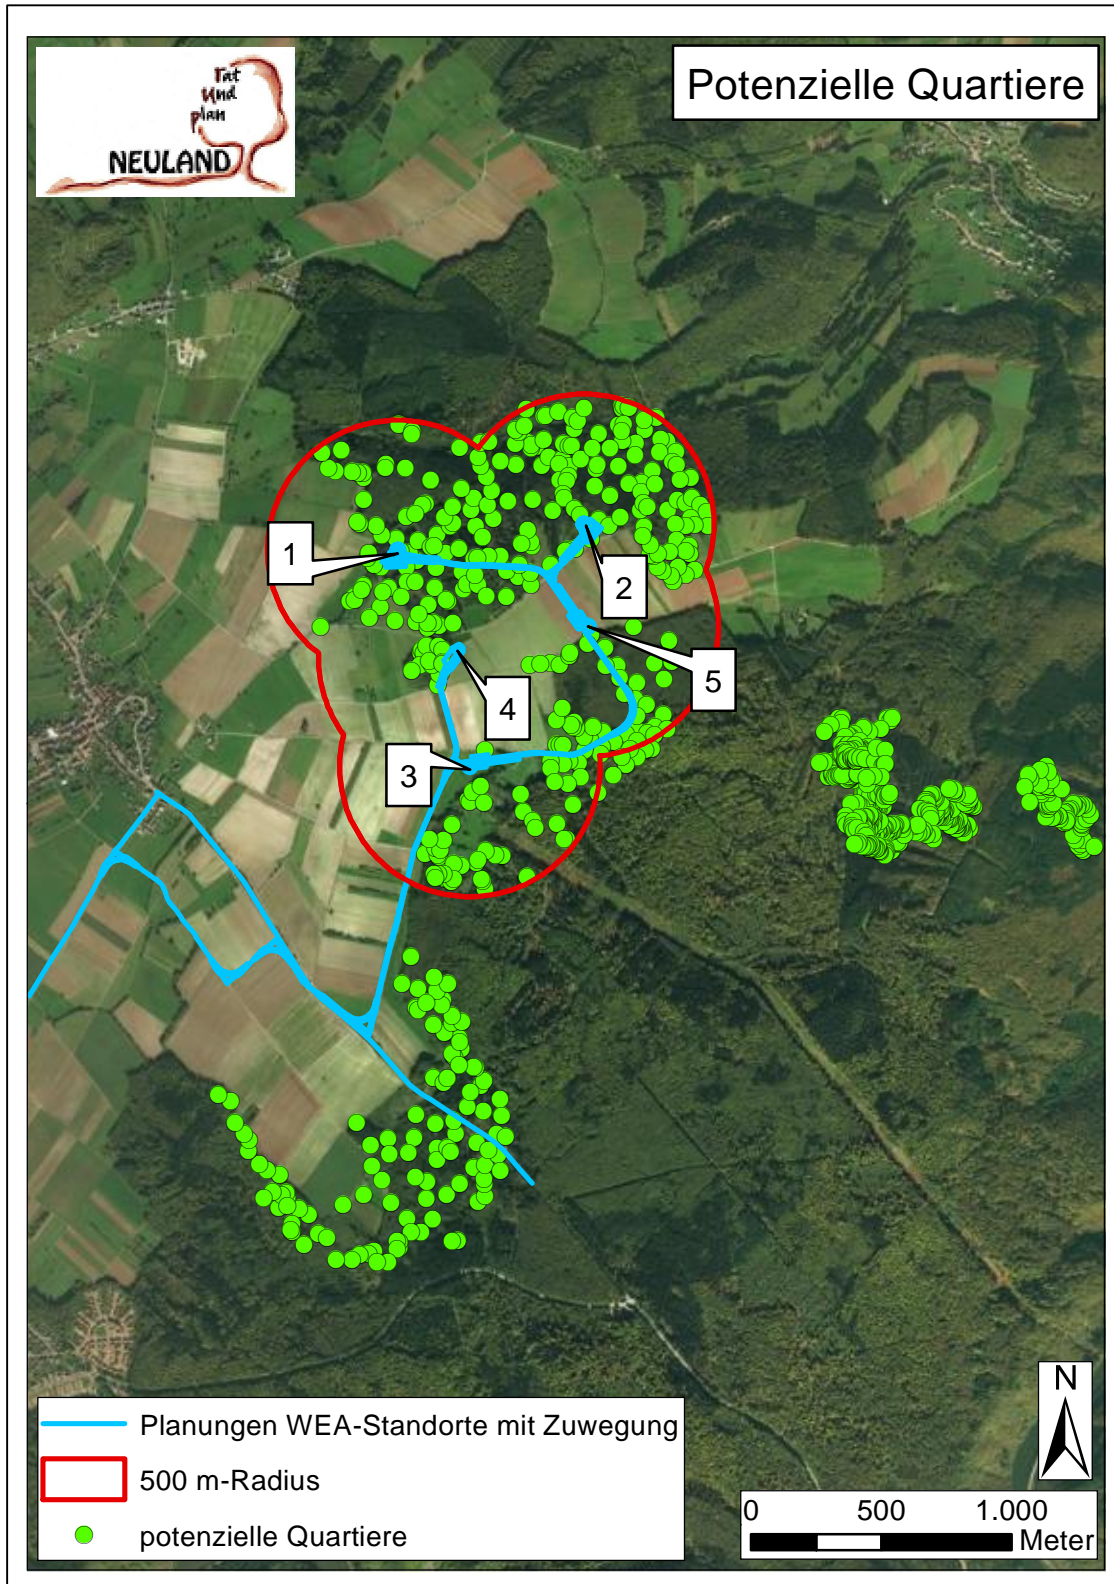 rat
und
plan
NEULAND
Potenzielle Quartiere
1
2
5
4
3
Planungen WEA-Standorte mit Zuwegung
500 m-Radius
potenzielle Quartiere
N
0 500 1.000
Meter